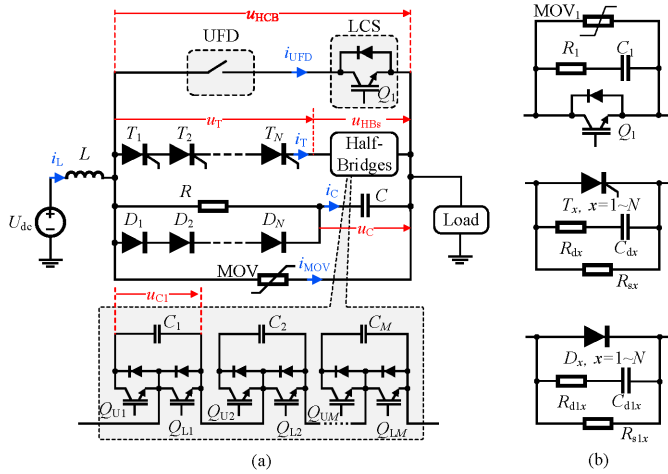 u_HCB
UFD
LCS
i_UFD
Q_1
u_T
u_HBs
T_1 T_2 T_N i_T
Half-
Bridges
i_L L
R i_C C
U_dc
D_1 D_2 D_N
u_C
Load
MOV i_MOV
u_C1
C_1 C_2 C_M
Q_U1 Q_U2 Q_UM
Q_L1 Q_L2 Q_LM
(a)
MOV_1
R_1 C_1
Q_1
T_x, x=1~N
R_dx C_dx
R_sx
D_x, x=1~N
R_d1x C_d1x
R_s1x
(b)